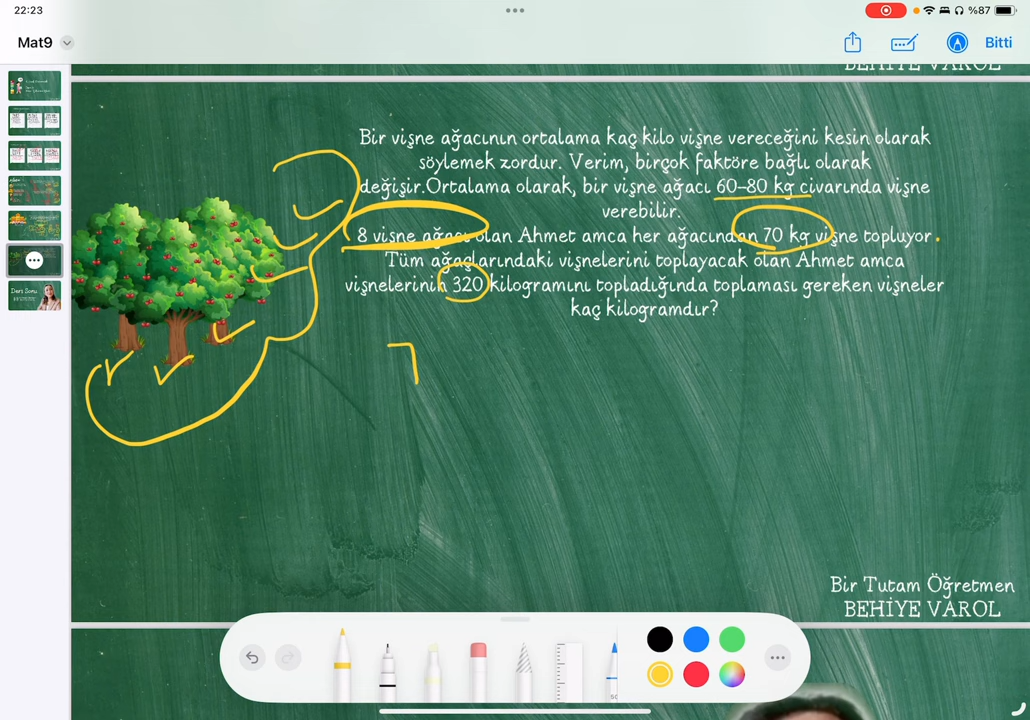 22:23
%87
Mat9
Bitti
BEHİYE VAROL
Bir vişne ağacının ortalama kaç kilo vişne vereceğini kesin olarak
söylemek zordur. Verim, birçok faktöre bağlı olarak
değişir.Ortalama olarak, bir vişne ağacı 60-80 kg civarında vişne
verebilir.
8 vişne ağacı olan Ahmet amca her ağacından 70 kg vişne topluyor.
Tüm ağaçlarındaki vişnelerini toplayacak olan Ahmet amca
vişnelerinin 320 kilogramını topladığında toplaması gereken vişneler
kaç kilogramdır?
7
Ders Sonu
Bir Tutam Öğretmen
BEHİYE VAROL